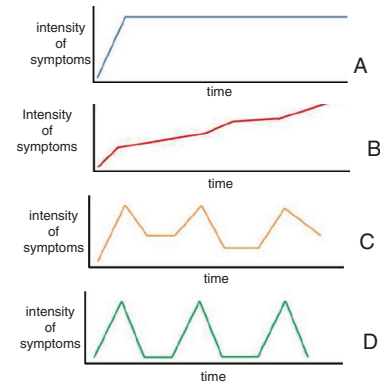 intensity
of
symptoms
A
time
Intensity
of
symptoms
B
time
intensity
of
symptoms
C
time
intensity
of
symptoms
D
time